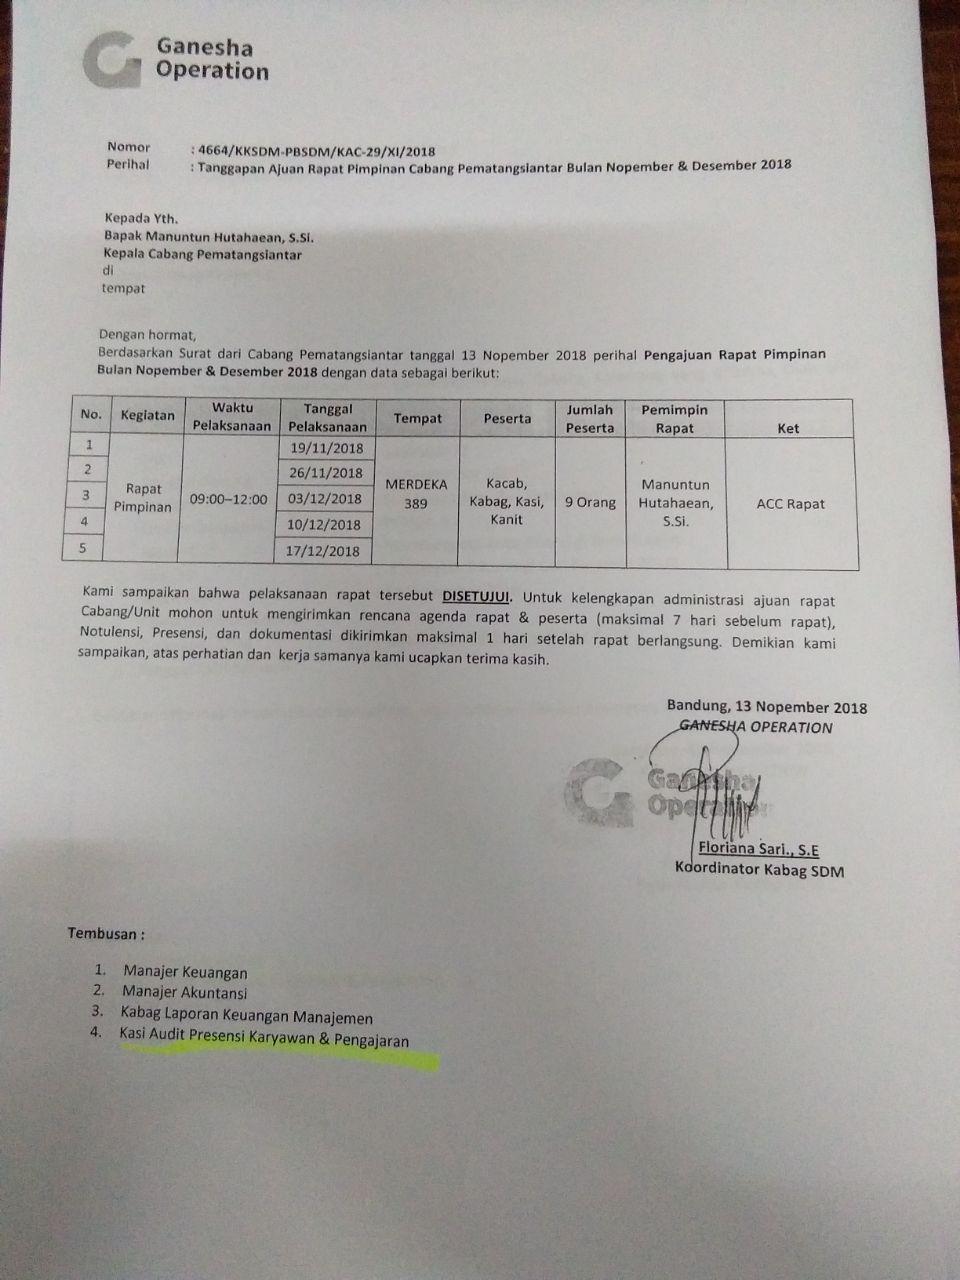 Ganesha
Operation
Nomor : 4664/KKSDM-PBSDM/KAC-29/XI/2018
Perihal : Tanggapan Ajuan Rapat Pimpinan Cabang Pematangsiantar Bulan Nopember & Desember 2018
Kepada Yth.
Bapak Manuntun Hutahaean, S.Si.
Kepala Cabang Pematangsiantar
di
tempat
Dengan hormat,
Berdasarkan Surat dari Cabang Pematangsiantar tanggal 13 Nopember 2018 perihal Pengajuan Rapat Pimpinan
Bulan Nopember & Desember 2018 dengan data sebagai berikut:
No. Kegiatan Waktu Pelaksanaan Tanggal Pelaksanaan Tempat Peserta Jumlah Peserta Pemimpin Rapat Ket
1 19/11/2018
2 26/11/2018
3 Rapat Pimpinan 09:00–12:00 03/12/2018 MERDEKA 389 Kacab, Kabag, Kasi, Kanit 9 Orang Manuntun Hutahaean, S.Si. ACC Rapat
4 10/12/2018
5 17/12/2018
Kami sampaikan bahwa pelaksanaan rapat tersebut DISETUJUI. Untuk kelengkapan administrasi ajuan rapat
Cabang/Unit mohon untuk mengirimkan rencana agenda rapat & peserta (maksimal 7 hari sebelum rapat),
Notulensi, Presensi, dan dokumentasi dikirimkan maksimal 1 hari setelah rapat berlangsung. Demikian kami
sampaikan, atas perhatian dan kerja samanya kami ucapkan terima kasih.
Bandung, 13 Nopember 2018
GANESHA OPERATION
Ganesha
Operation
Floriana Sari., S.E
Koordinator Kabag SDM
Tembusan :
1. Manajer Keuangan
2. Manajer Akuntansi
3. Kabag Laporan Keuangan Manajemen
4. Kasi Audit Presensi Karyawan & Pengajaran